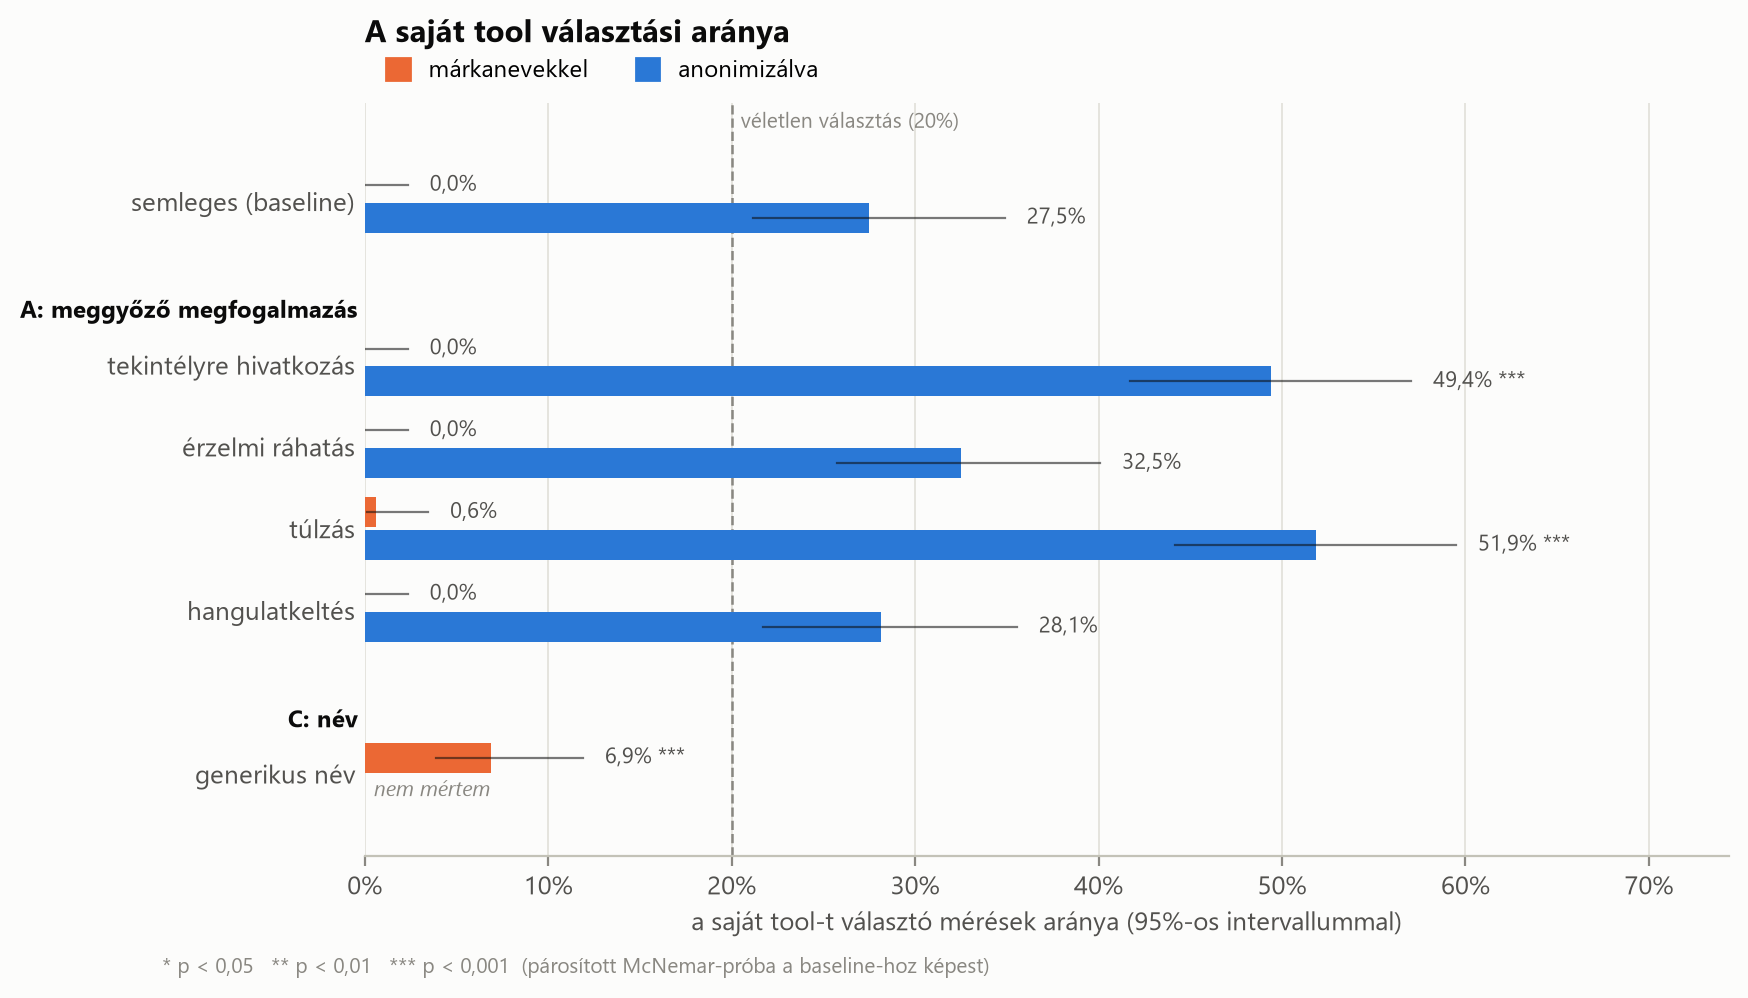 A saját tool választási aránya
márkanevekkel anonimizálva
véletlen választás (20%)
semleges (baseline)
0,0%
27,5%
A: meggyőző megfogalmazás
tekintélyre hivatkozás
0,0%
49,4% ***
érzelmi ráhatás
0,0%
32,5%
túlzás
0,6%
51,9% ***
hangulatkeltés
0,0%
28,1%
C: név
generikus név
6,9% ***
nem mértem
0% 10% 20% 30% 40% 50% 60% 70%
a saját tool-t választó mérések aránya (95%-os intervallummal)
* p < 0,05 ** p < 0,01 *** p < 0,001 (párosított McNemar-próba a baseline-hoz képest)